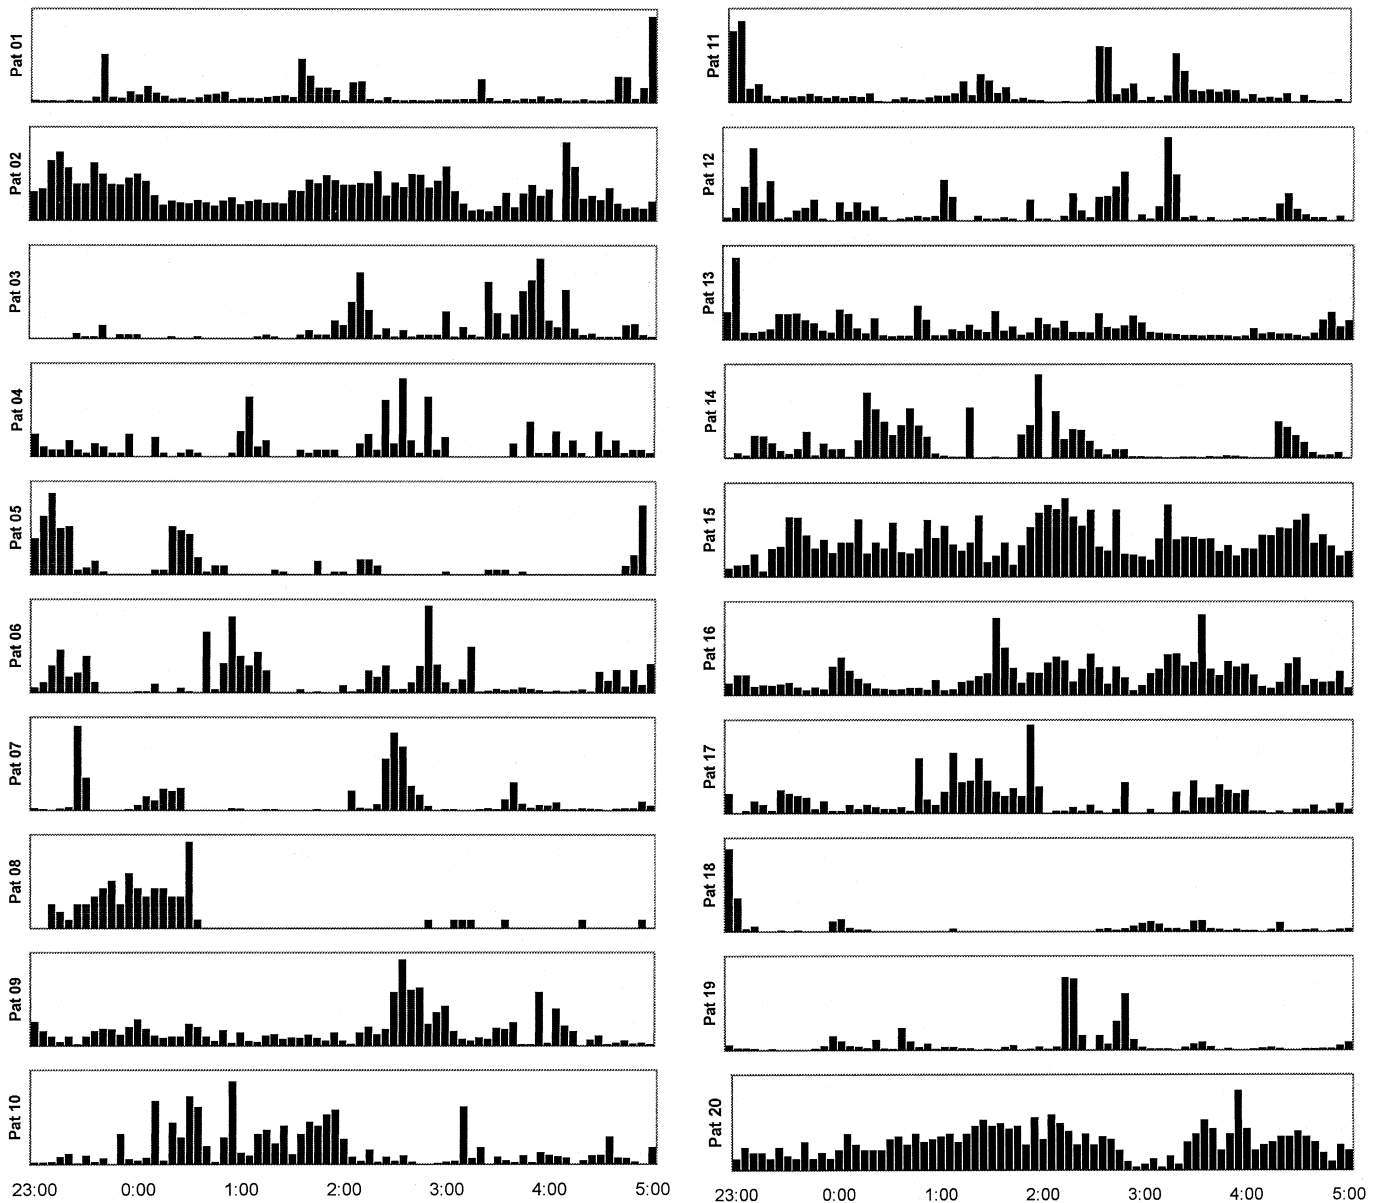 Pat 01
Pat 02
Pat 03
Pat 04
Pat 05
Pat 06
Pat 07
Pat 08
Pat 09
Pat 10
23:00 0:00 1:00 2:00 3:00 4:00 5:00
Pat 11
Pat 12
Pat 13
Pat 14
Pat 15
Pat 16
Pat 17
Pat 18
Pat 19
Pat 20
23:00 0:00 1:00 2:00 3:00 4:00 5:00